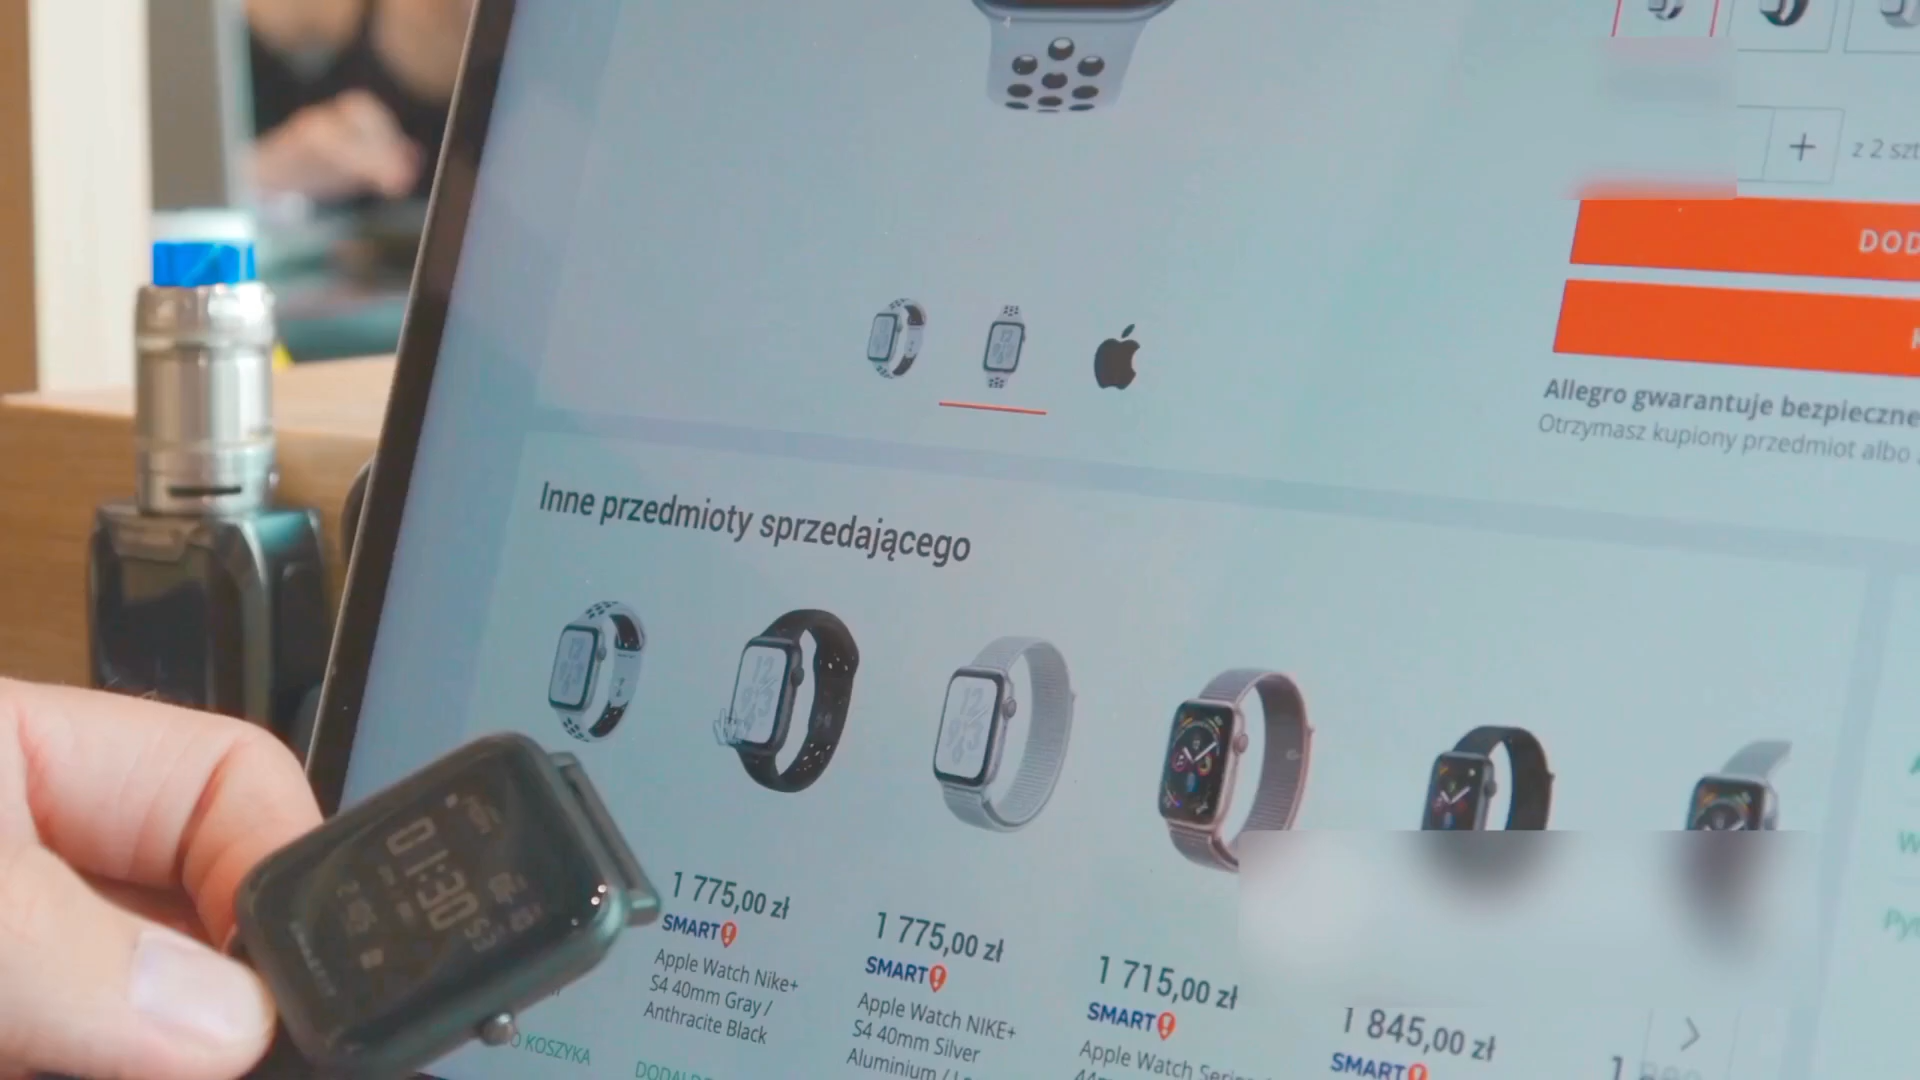 z 2 szt
DOD
Allegro gwarantuje bezpieczne
Otrzymasz kupiony przedmiot albo
Inne przedmioty sprzedającego
1 775,00 zł
SMART!
Apple Watch Nike+
S4 40mm Gray /
Anthracite Black
1 775,00 zł
SMART!
Apple Watch NIKE+
S4 40mm Silver
Aluminium /
1 715,00 zł
SMART!
Apple Watch Series
1 845,00 zł
SMART!
KOSZYKA
01:30
53